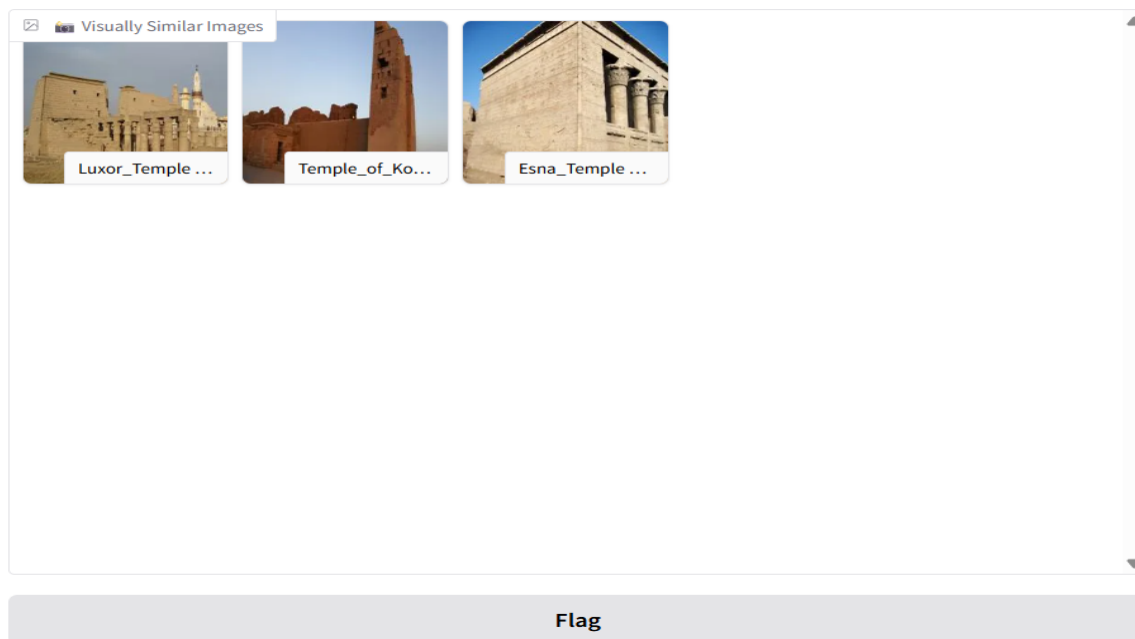 Visually Similar Images
Luxor_Temple ...
Temple_of_Ko...
Esna_Temple ...
Flag